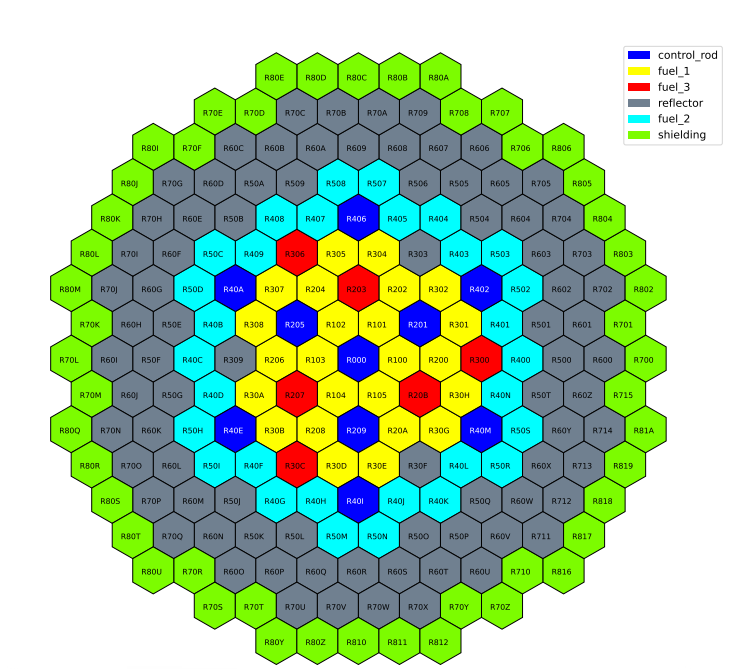 control_rod
fuel_1
fuel_3
reflector
fuel_2
shielding
R80E R80D R80C R80B R80A
R70E R70D R70C R70B R70A R709 R708 R707
R80I R70F R60C R60B R60A R609 R608 R607 R606 R706 R806
R80J R70G R60D R50A R509 R508 R507 R506 R505 R605 R705 R805
R80K R70H R60E R50B R408 R407 R406 R405 R404 R504 R604 R704 R804
R80L R70I R60F R50C R409 R306 R305 R304 R303 R403 R503 R603 R703 R803
R80M R70J R60G R50D R40A R307 R204 R203 R202 R302 R402 R502 R602 R702 R802
R70K R60H R50E R40B R308 R205 R102 R101 R201 R301 R401 R501 R601 R701
R70L R60I R50F R40C R309 R206 R103 R000 R100 R200 R300 R400 R500 R600 R700
R70M R60J R50G R40D R30A R207 R104 R105 R20B R30H R40N R50T R60Z R715
R80Q R70N R60K R50H R40E R30B R208 R209 R20A R30G R40M R50S R60Y R714 R81A
R80R R70O R60L R50I R40F R30C R30D R30E R30F R40L R50R R60X R713 R819
R80S R70P R60M R50J R40G R40H R40I R40J R40K R50Q R60W R712 R818
R80T R70Q R60N R50K R50L R50M R50N R50O R50P R60V R711 R817
R80U R70R R60O R60P R60Q R60R R60S R60T R60U R710 R816
R70S R70T R70U R70V R70W R70X R70Y R70Z
R80Y R80Z R810 R811 R812